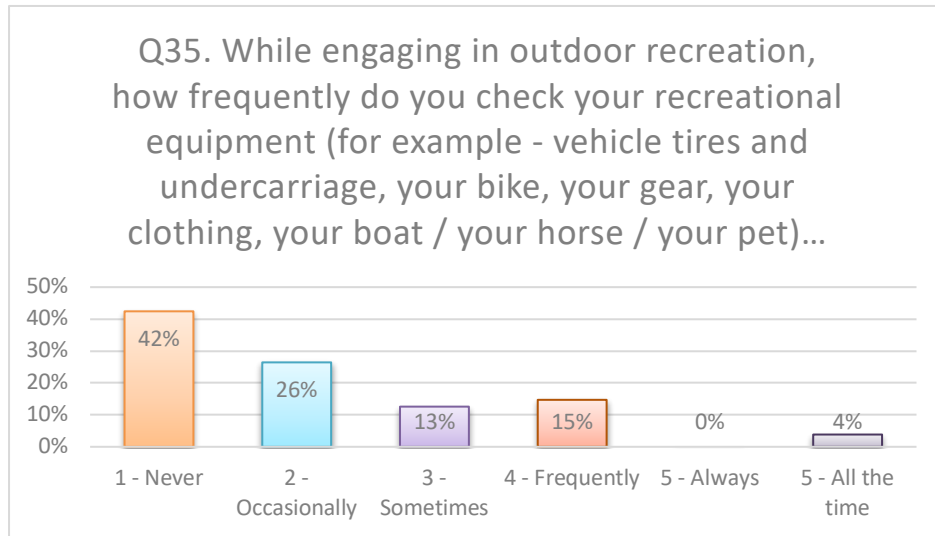 Q35. While engaging in outdoor recreation,
how frequently do you check your recreational
equipment (for example - vehicle tires and
undercarriage, your bike, your gear, your
clothing, your boat / your horse / your pet)…
50%
40%
30%
20%
10%
0%
42%
26%
13%
15%
0%
4%
1 - Never
2 -
Occasionally
3 -
Sometimes
4 - Frequently
5 - Always
5 - All the
time